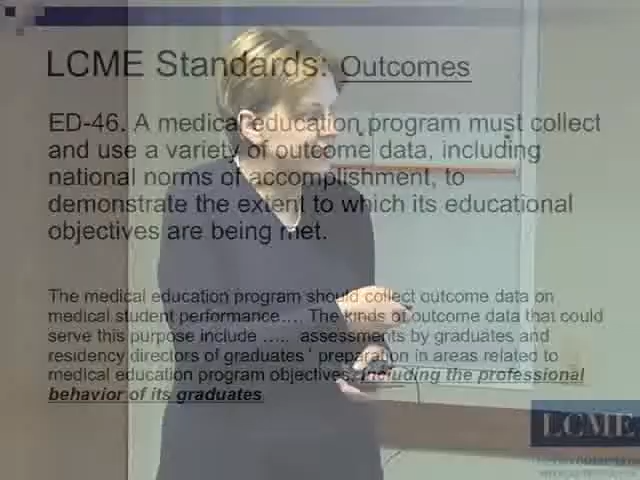 LCME Standards: Outcomes
ED-46. A medical education program must collect
and use a variety of outcome data, including
national norms of accomplishment, to
demonstrate the extent to which its educational
objectives are being met.
The medical education program should collect outcome data on
medical student performance…. The kinds of outcome data that could
serve this purpose include ….. assessments by graduates and
residency directors of graduates' preparation in areas related to
medical education program objectives, including the professional
behavior of its graduates.
LCME